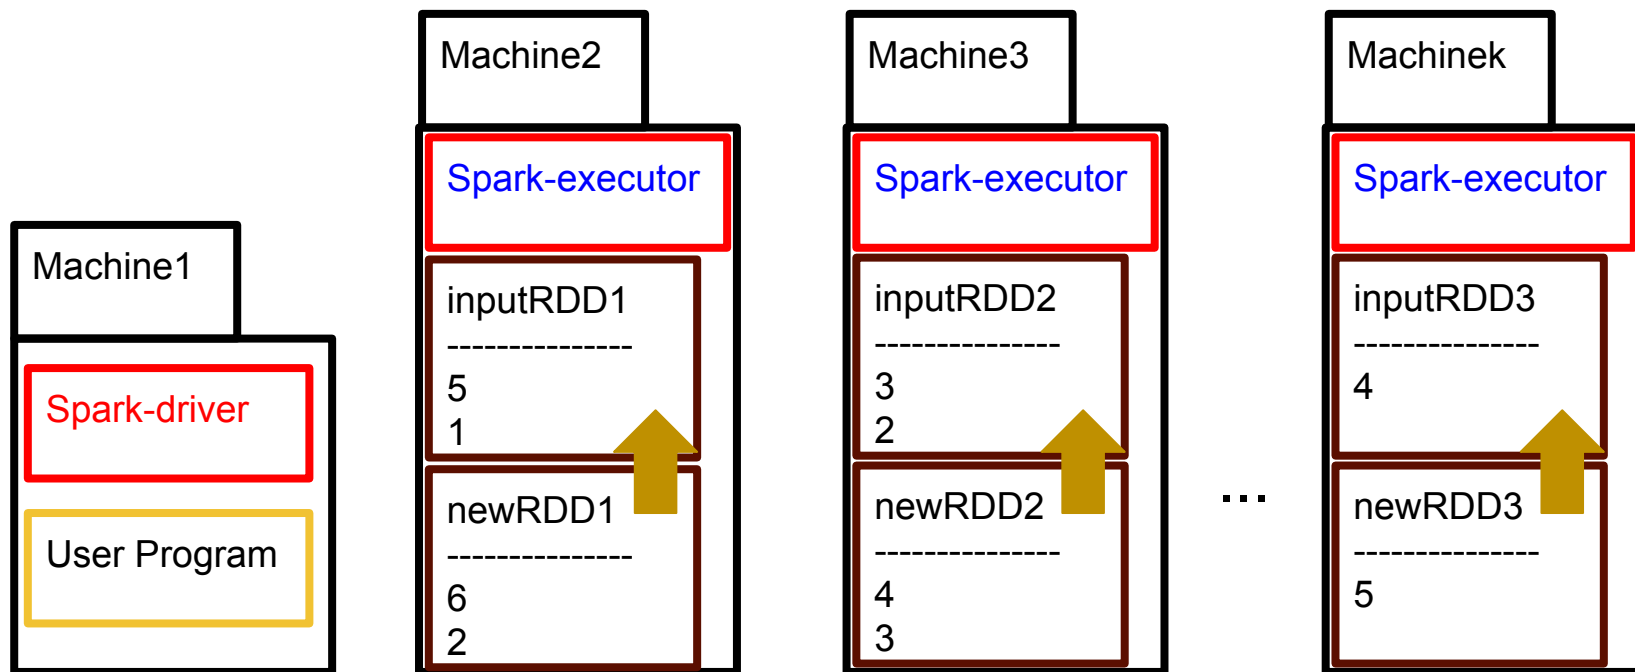 Machine1
Spark-driver
User Program
Machine2
Spark-executor
inputRDD1
---------------
5
1
newRDD1
---------------
6
2
Machine3
Spark-executor
inputRDD2
---------------
3
2
newRDD2
---------------
4
3
...
Machinek
Spark-executor
inputRDD3
---------------
4
newRDD3
---------------
5